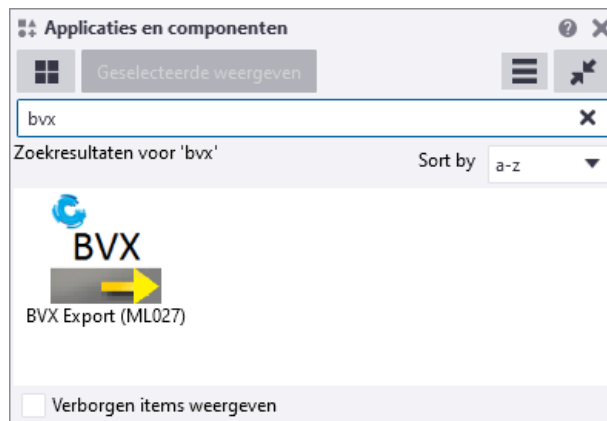 Applicaties en componenten
Geselecteerde weergeven
bvx
Zoekresultaten voor 'bvx'
Sort by a-z
BVX
BVX Export (ML027)
Verborgen items weergeven